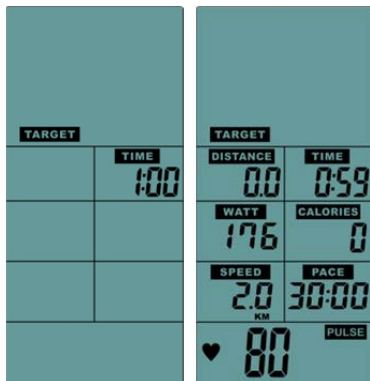 TARGET
TIME
1:00
TARGET
DISTANCE TIME
0.0 0:59
WATT CALORIES
176 0
SPEED PACE
2.0 30:00
KM
PULSE
80